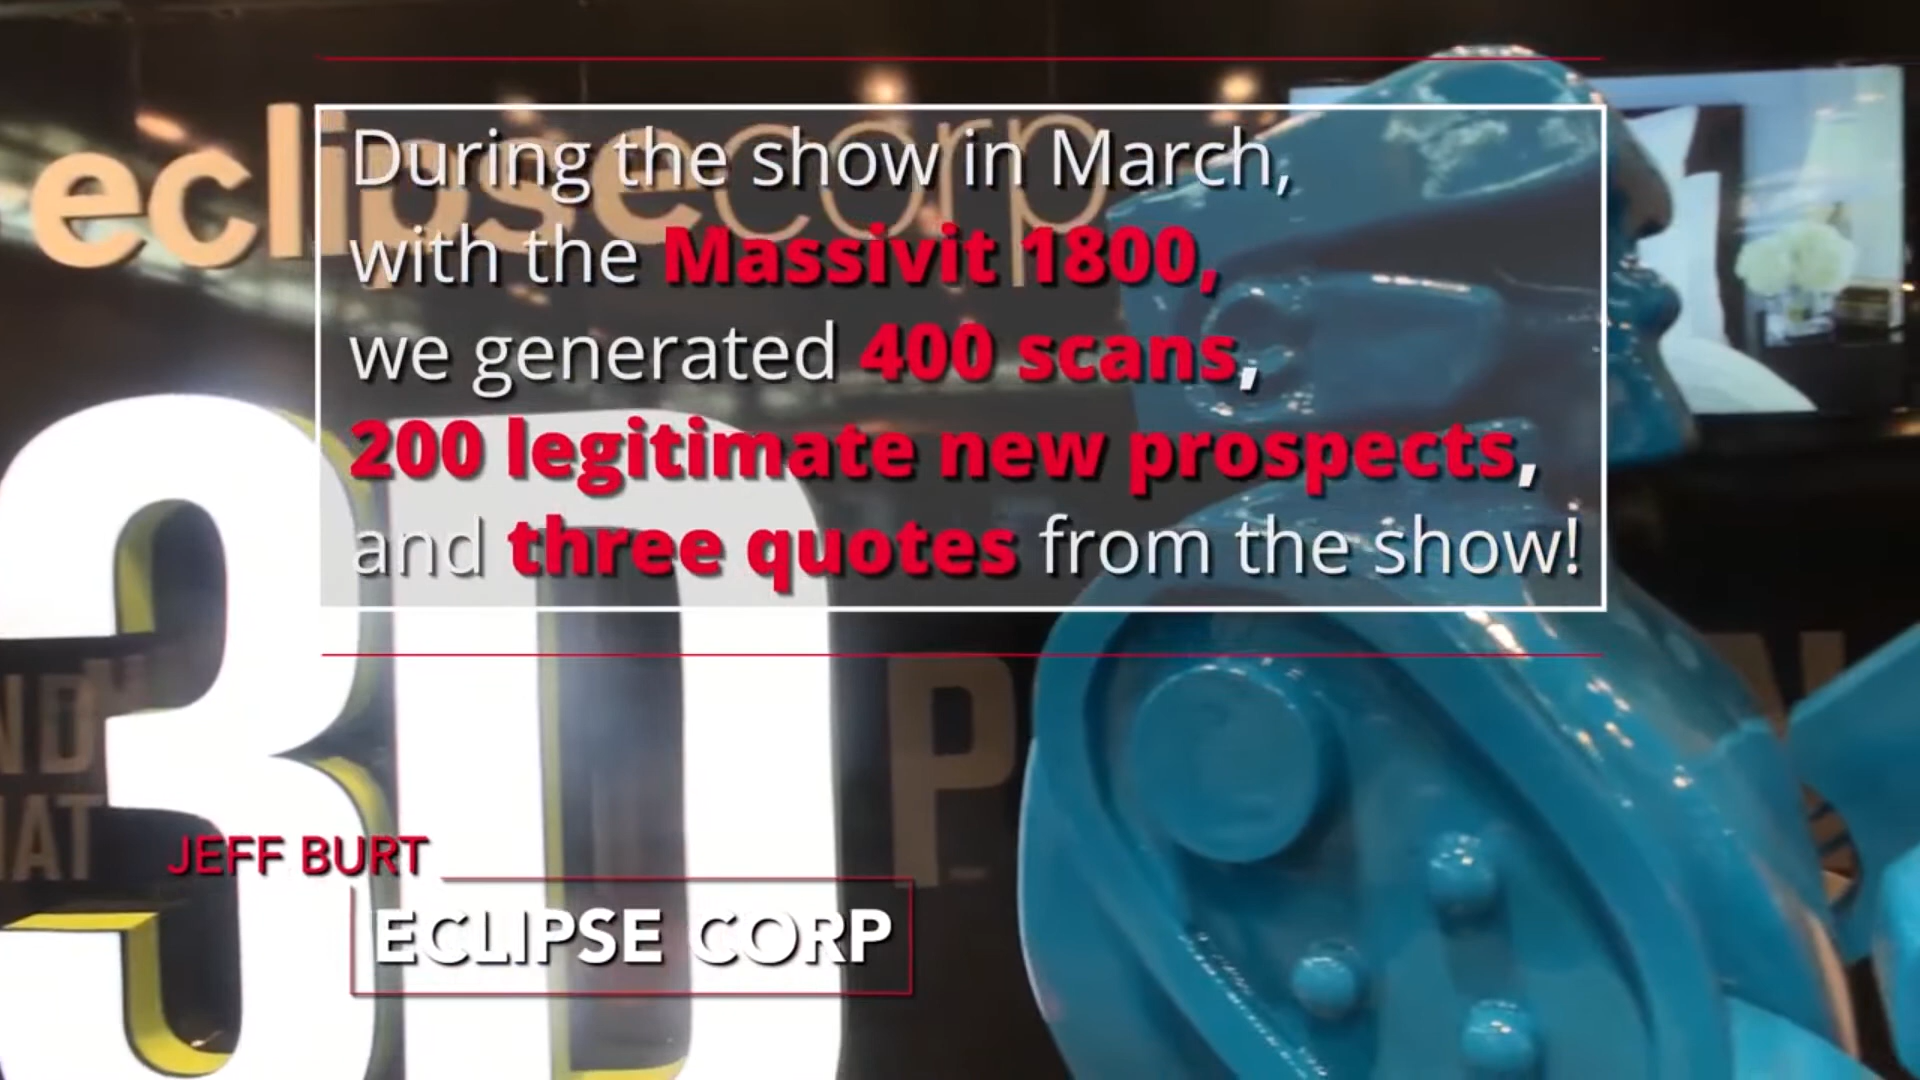 eclipsecorp
During the show in March,
with the Massivit 1800,
we generated 400 scans,
200 legitimate new prospects,
and three quotes from the show!
3D
JEFF BURT
ECLIPSE CORP